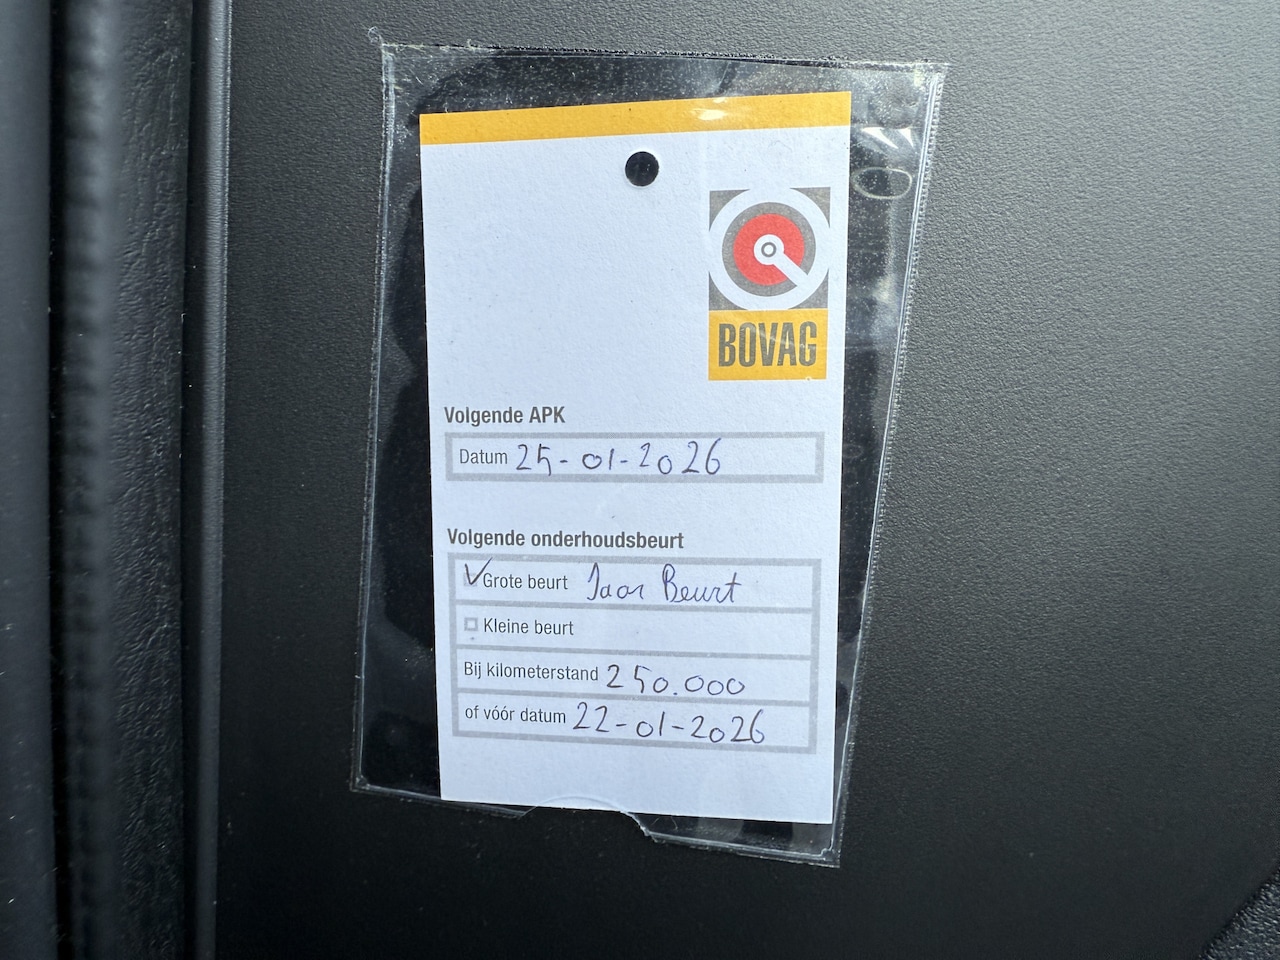 BOVAG
Volgende APK
Datum 25-01-2026
Volgende onderhoudsbeurt
Grote beurt Jaar Beurt
Kleine beurt
Bij kilometerstand 250.000
of vóór datum 22-01-2026